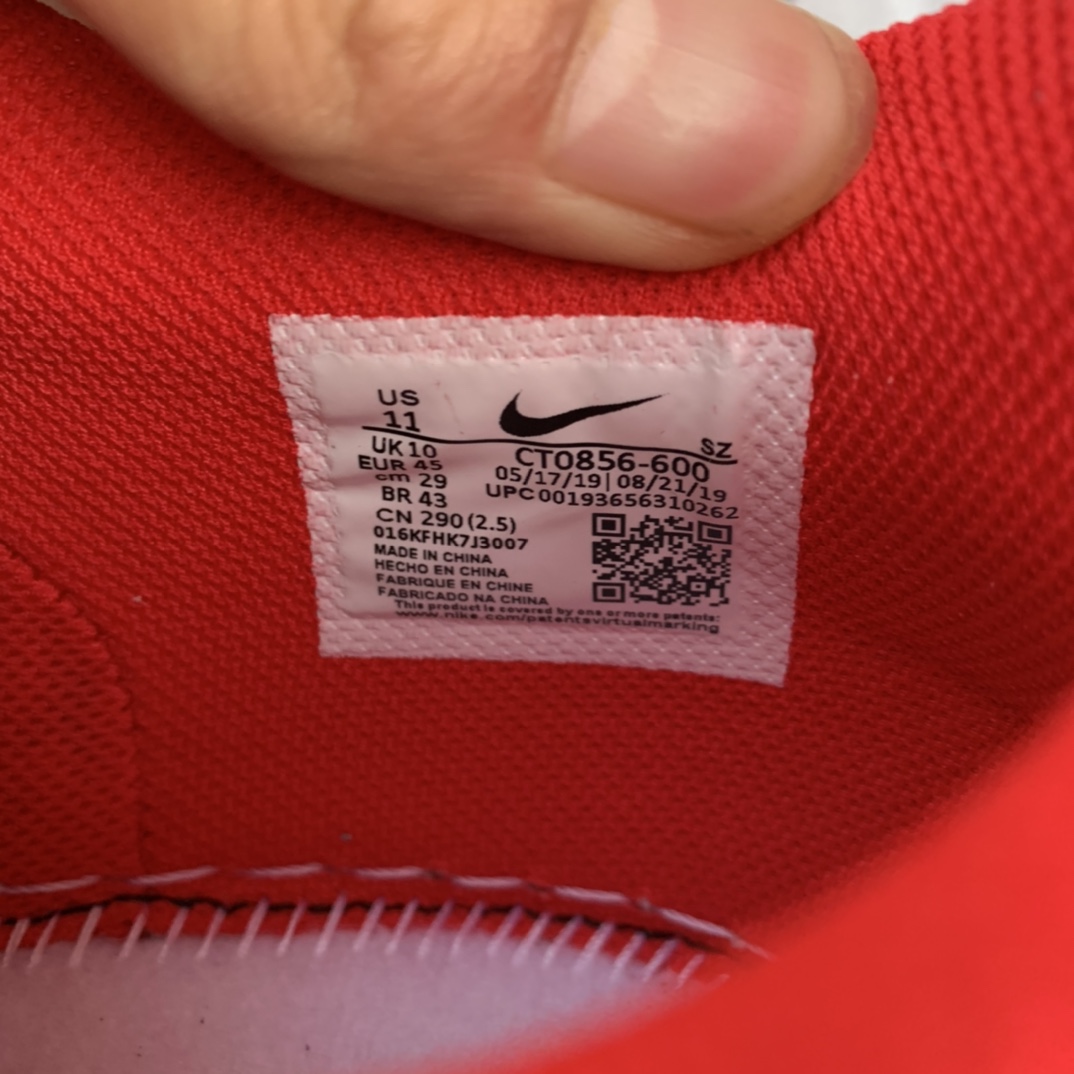 US
11
SZ
UK 10
CT0856-600
EUR 45
05/17/19|08/21/19
cm 29
UPC 00193656310262
BR 43
CN 290 (2.5)
016KFHK7J3007
MADE IN CHINA
HECHO EN CHINA
FABRIQUE EN CHINE
FABRICADO NA CHINA
This product is covered by one or more patents:
www.nike.com/patentsvirtualmarking